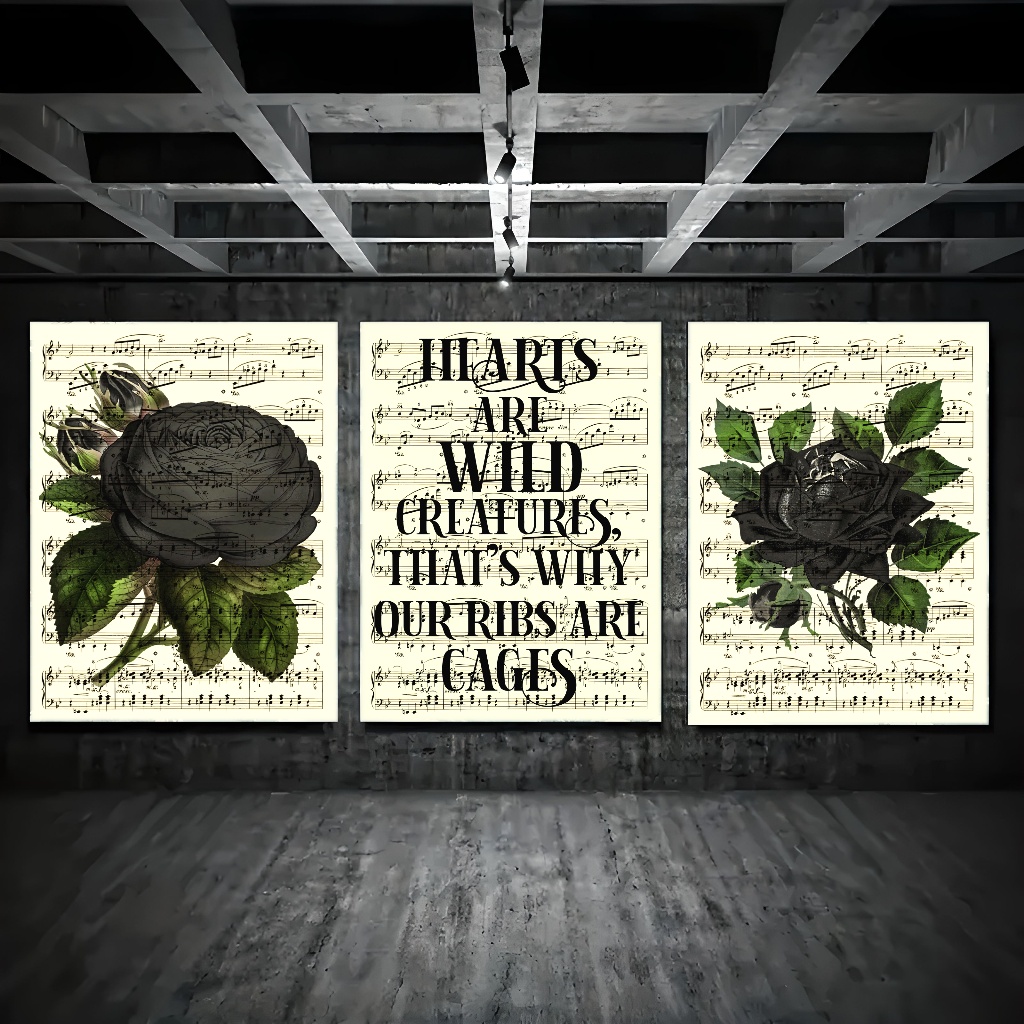 HEARTS
ARE
WILD
CREATURES,
THAT'S WHY
OUR RIBS ARE
CAGES